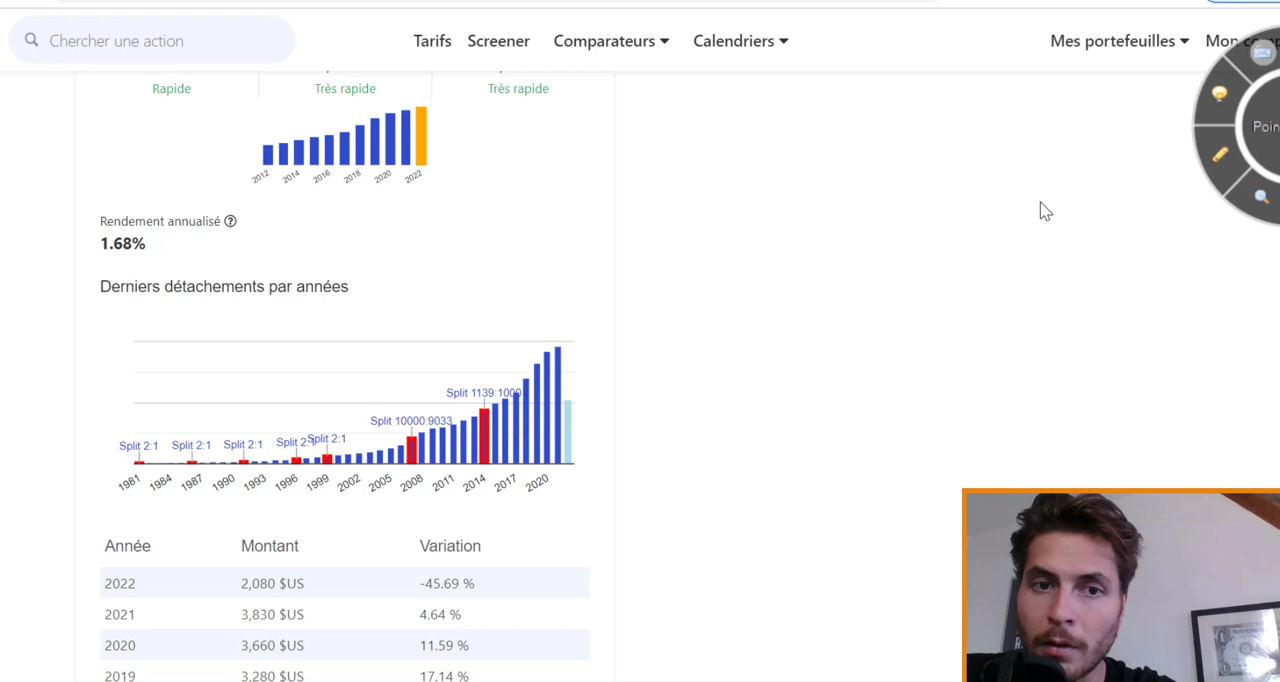 Chercher une action
Tarifs Screener Comparateurs Calendriers Mes portefeuilles Mon
Rapide Très rapide Très rapide
2012 2014 2016 2018 2020 2022
Rendement annualisé
1.68%
Derniers détachements par années
Split 1139:1000
Split 10000:9033
Split 2:1 Split 2:1 Split 2:1 Split 2:1 Split 2:1
1981 1984 1987 1990 1993 1996 1999 2002 2005 2008 2011 2014 2017 2020
Année Montant Variation
2022 2,080 $US -45.69 %
2021 3,830 $US 4.64 %
2020 3,660 $US 11.59 %
2019 3,280 $US 17.14 %